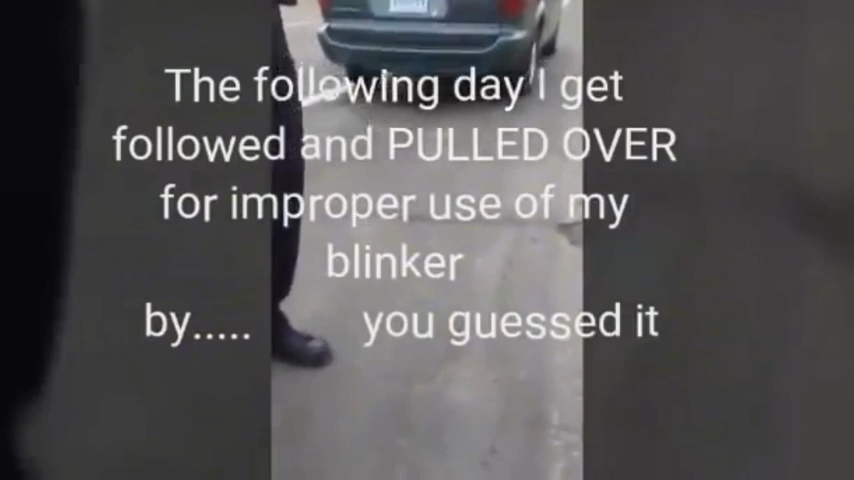 The following day I get
followed and PULLED OVER
for improper use of my
blinker
by..... you guessed it